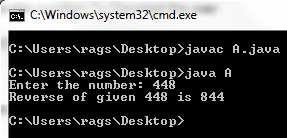 C:\Windows\system32\cmd.exe
C:\Users\rags\Desktop>javac A.java
C:\Users\rags\Desktop>java A
Enter the number: 448
Reverse of given 448 is 844
C:\Users\rags\Desktop>